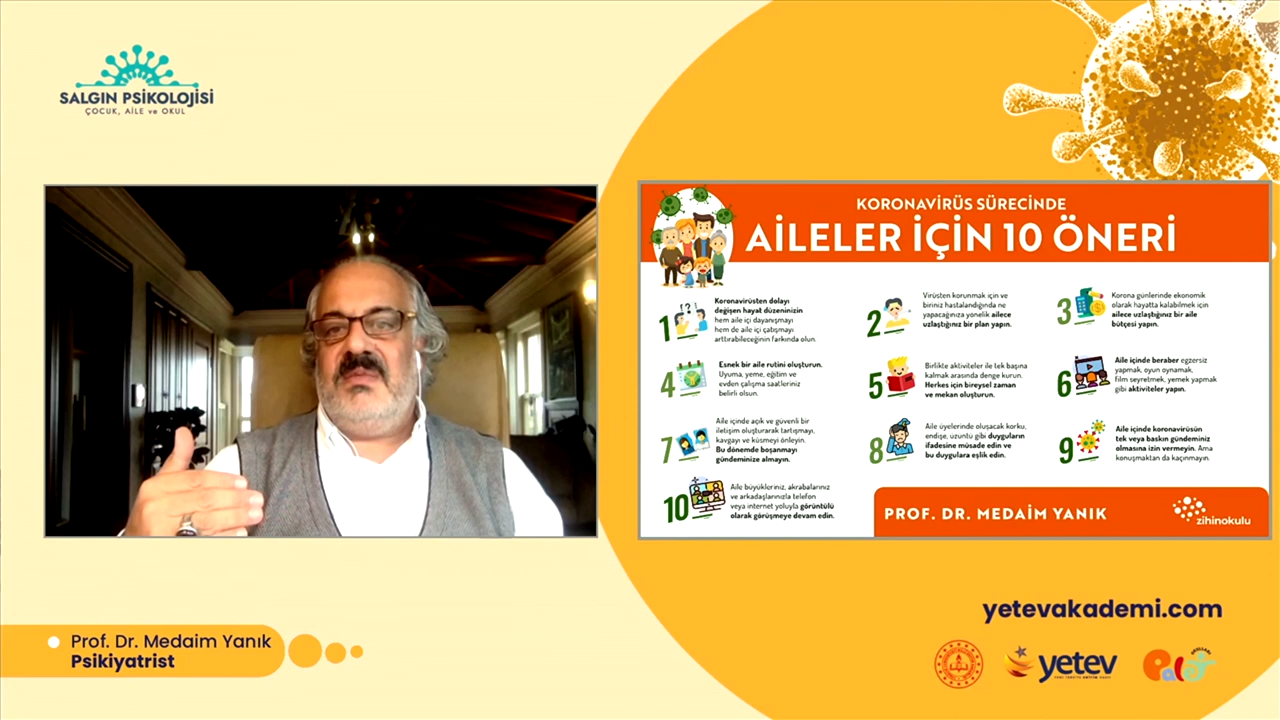 SALGIN PSİKOLOJİSİ
ÇOCUK, AİLE ve OKUL
KORONAVİRÜS SÜRECİNDE
AİLELER İÇİN 10 ÖNERİ
1
Koronavirüsten dolayı
değişen hayat düzeninizin
hem aile içi dayanışmayı
hem de aile içi çatışmayı
arttırabileceğinin farkında olun.
2
Virüsten korunmak için ve
biriniz hastalandığında ne
yapacağınıza yönelik ailece
uzlaştığınız bir plan yapın.
3
Korona günlerinde ekonomik
olarak hayatta kalabilmek için
ailece uzlaştığınız bir aile
bütçesi yapın.
4
Esnek bir aile rutini oluşturun.
Uyuma, yeme, eğitim ve
evden çalışma saatleriniz
belirli olsun.
5
Birlikte aktiviteler ile tek başına
kalmak arasında denge kurun.
Herkes için bireysel zaman
ve mekan oluşturun.
6
Aile içinde beraber egzersiz
yapmak, oyun oynamak,
film seyretmek, yemek yapmak
gibi aktiviteler yapın.
7
Aile içinde açık ve güvenli bir
iletişim oluşturarak tartışmayı,
kavgayı ve küsmeyi önleyin.
Bu dönemde boşanmayı
gündeminize almayın.
8
Aile üyelerinde oluşacak korku,
endişe, üzüntü gibi duyguların
ifadesine müsade edin ve
bu duygulara eşlik edin.
9
Aile içinde koronavirüsün
tek veya baskın gündeminiz
olmasına izin vermeyin. Ama
konuşmaktan da kaçınmayın.
10
Aile büyükleriniz, akrabalarınız
ve arkadaşlarınızla telefon
veya internet yoluyla görüntülü
olarak görüşmeye devam edin.
PROF. DR. MEDAİM YANIK
zihinokulu
Prof. Dr. Medaim Yanık
Psikiyatrist
yetevakademi.com
yetev
Palet